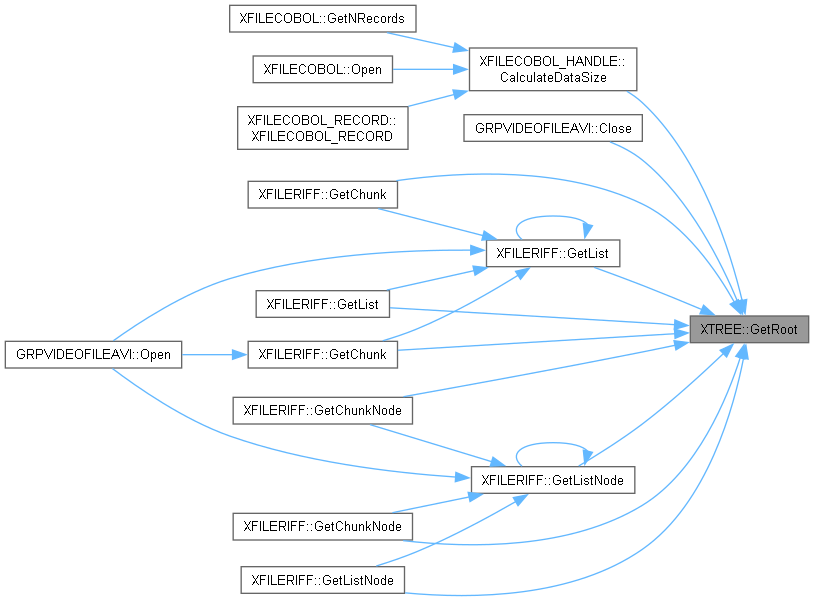 XFILECOBOL::GetNRecords
XFILECOBOL_HANDLE::
CalculateDataSize
XFILECOBOL::Open
XFILECOBOL_RECORD::
XFILECOBOL_RECORD
GRPVIDEOFILEAVI::Close
XFILERIFF::GetChunk
XFILERIFF::GetList
XFILERIFF::GetList
XTREE::GetRoot
GRPVIDEOFILEAVI::Open
XFILERIFF::GetChunk
XFILERIFF::GetChunkNode
XFILERIFF::GetListNode
XFILERIFF::GetChunkNode
XFILERIFF::GetListNode